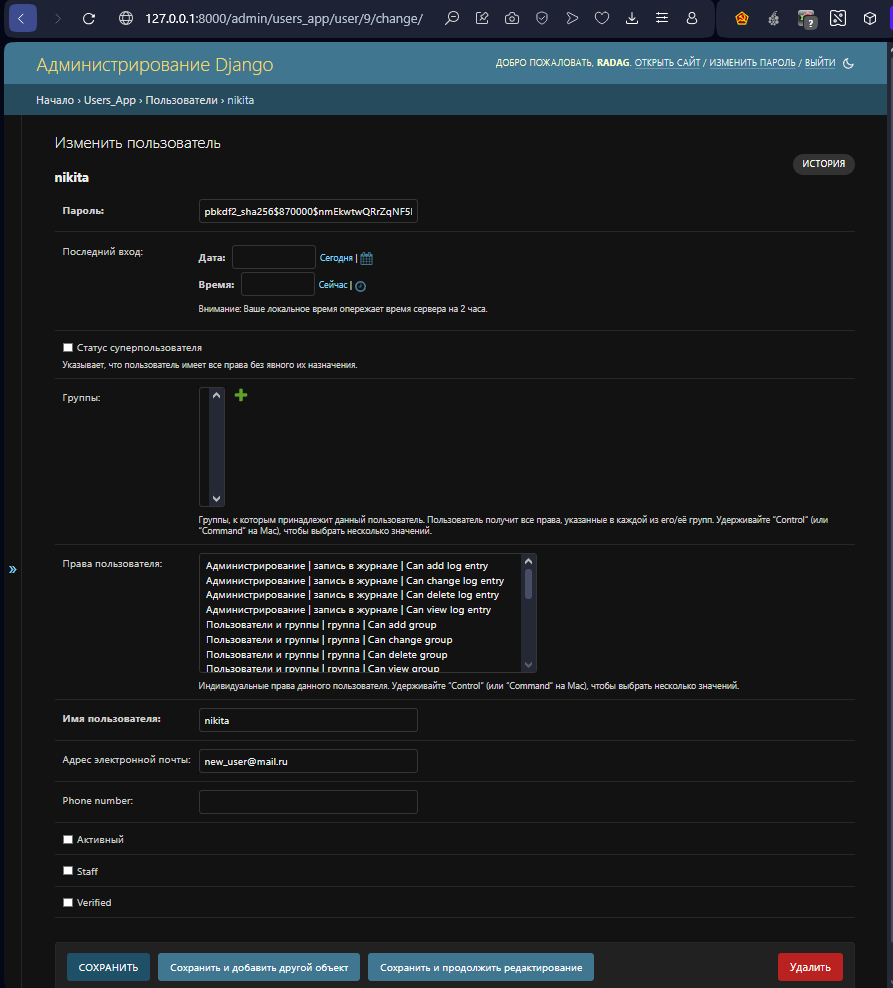 127.0.0.1:8000/admin/users_app/user/9/change/
Администрирование Django
ДОБРО ПОЖАЛОВАТЬ, RADAG. ОТКРЫТЬ САЙТ / ИЗМЕНИТЬ ПАРОЛЬ / ВЫЙТИ
Начало › Users_App › Пользователи › nikita
Изменить пользователь
ИСТОРИЯ
nikita
Пароль: pbkdf2_sha256$870000$nmEkwtwQRrZqNF5I
Последний вход:
Дата: Сегодня |
Время: Сейчас |
Внимание: Ваше локальное время опережает время сервера на 2 часа.
Статус суперпользователя
Указывает, что пользователь имеет все права без явного их назначения.
Группы:
Группы, к которым принадлежит данный пользователь. Пользователь получит все права, указанные в каждой из его/её групп. Удерживайте “Control“ (или
“Command“ на Mac), чтобы выбрать несколько значений.
»
Права пользователя:
Администрирование | запись в журнале | Can add log entry
Администрирование | запись в журнале | Can change log entry
Администрирование | запись в журнале | Can delete log entry
Администрирование | запись в журнале | Can view log entry
Пользователи и группы | группа | Can add group
Пользователи и группы | группа | Can change group
Пользователи и группы | группа | Can delete group
Пользователи и группы | группа | Can view group
Индивидуальные права данного пользователя. Удерживайте “Control“ (или “Command“ на Mac), чтобы выбрать несколько значений.
Имя пользователя: nikita
Адрес электронной почты: new_user@mail.ru
Phone number:
Активный
Staff
Verified
СОХРАНИТЬ
Сохранить и добавить другой объект
Сохранить и продолжить редактирование
Удалить